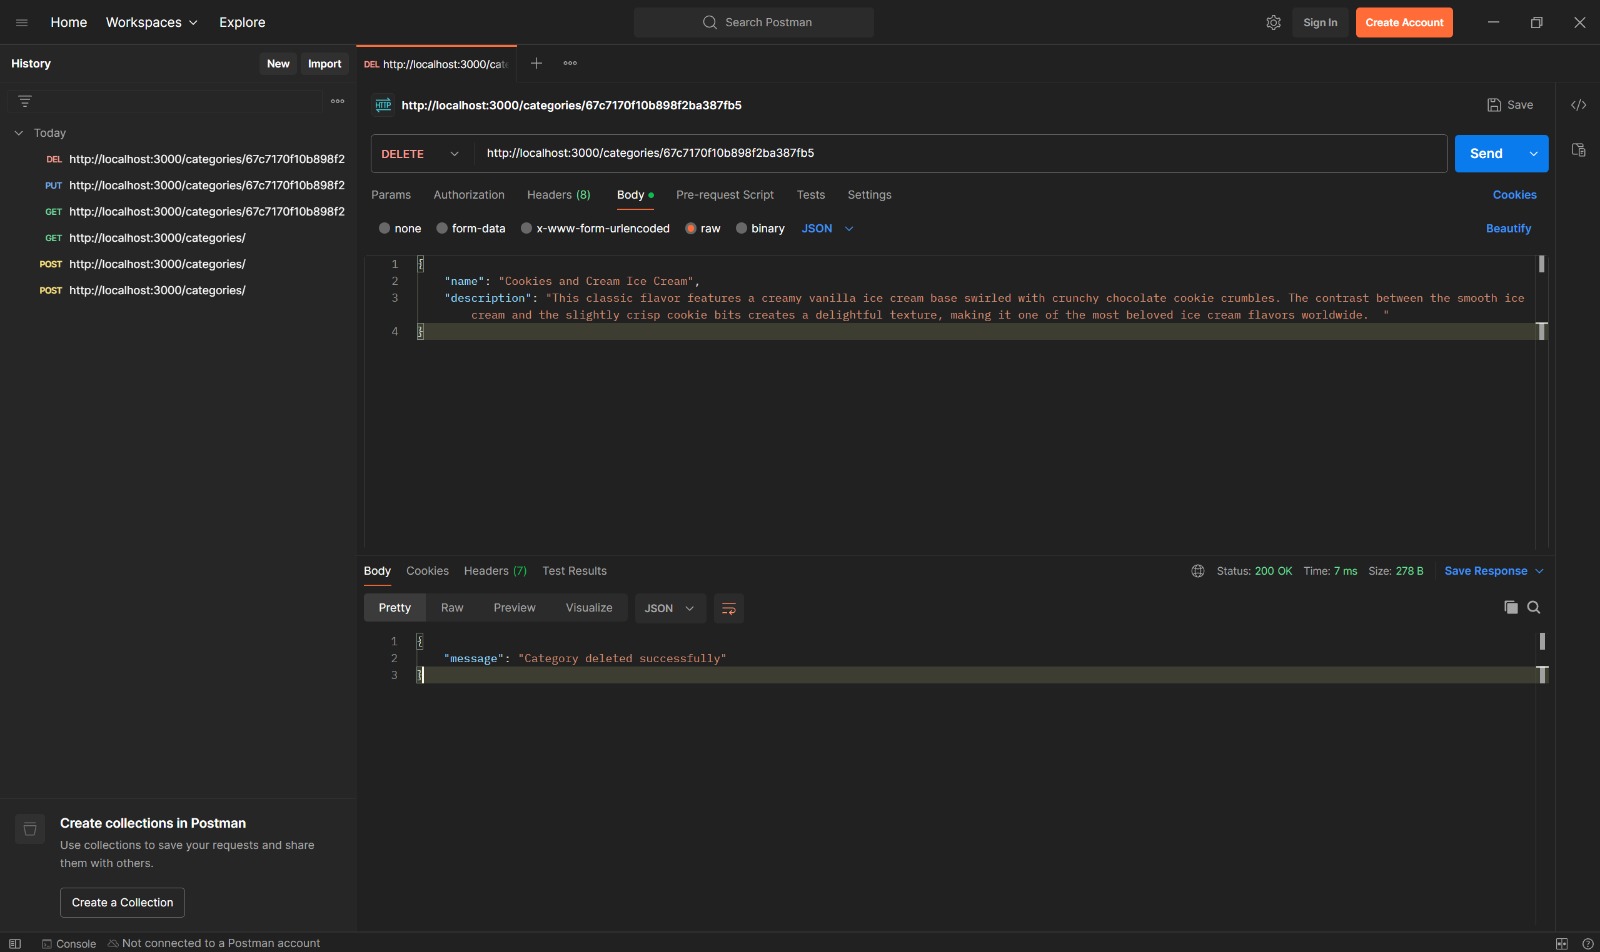 Home Workspaces Explore Search Postman Sign In Create Account
History New Import DEL http://localhost:3000/cat
Today
DEL http://localhost:3000/categories/67c7170f10b898f2
PUT http://localhost:3000/categories/67c7170f10b898f2
GET http://localhost:3000/categories/67c7170f10b898f2
GET http://localhost:3000/categories/
POST http://localhost:3000/categories/
POST http://localhost:3000/categories/
HTTP http://localhost:3000/categories/67c7170f10b898f2ba387fb5 Save
DELETE http://localhost:3000/categories/67c7170f10b898f2ba387fb5 Send
Params Authorization Headers (8) Body Pre-request Script Tests Settings Cookies
none form-data x-www-form-urlencoded raw binary JSON Beautify
1 {
2 "name": "Cookies and Cream Ice Cream",
3 "description": "This classic flavor features a creamy vanilla ice cream base swirled with crunchy chocolate cookie crumbles. The contrast between the smooth ice
cream and the slightly crisp cookie bits creates a delightful texture, making it one of the most beloved ice cream flavors worldwide.  "
4 }
Body Cookies Headers (7) Test Results Status: 200 OK Time: 7 ms Size: 278 B Save Response
Pretty Raw Preview Visualize JSON
1 {
2 "message": "Category deleted successfully"
3 }
Create collections in Postman
Use collections to save your requests and share
them with others.
Create a Collection
Console Not connected to a Postman account